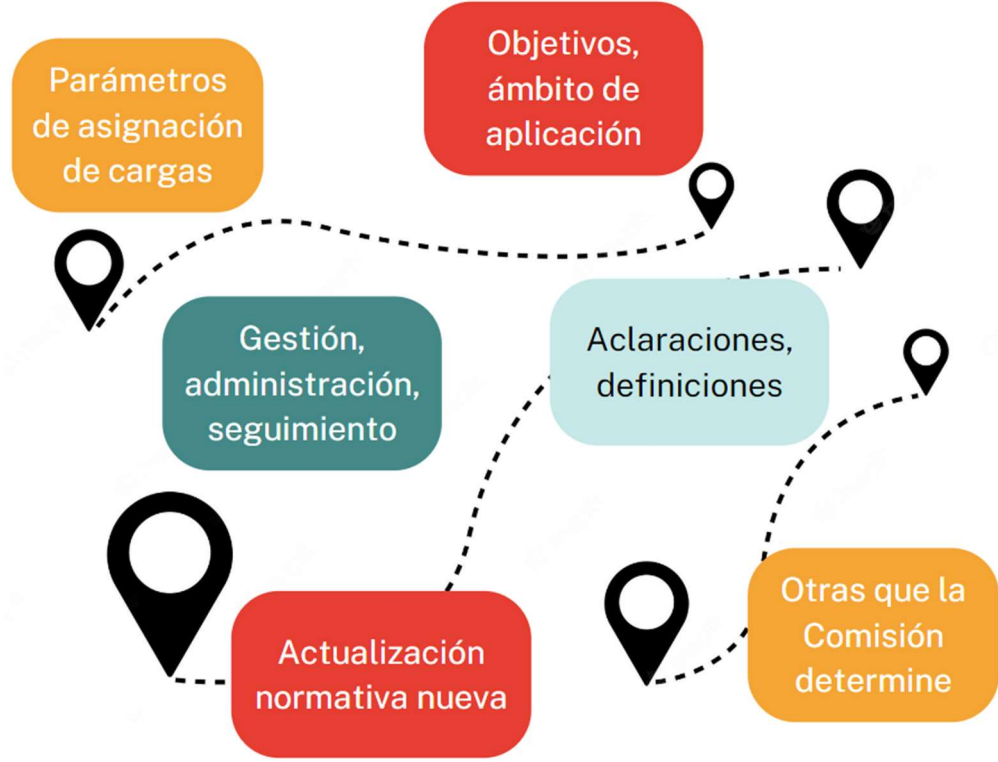 Parámetros
de asignación
de cargas
Objetivos,
ámbito de
aplicación
Gestión,
administración,
seguimiento
Aclaraciones,
definiciones
Actualización
normativa nueva
Otras que la
Comisión
determine